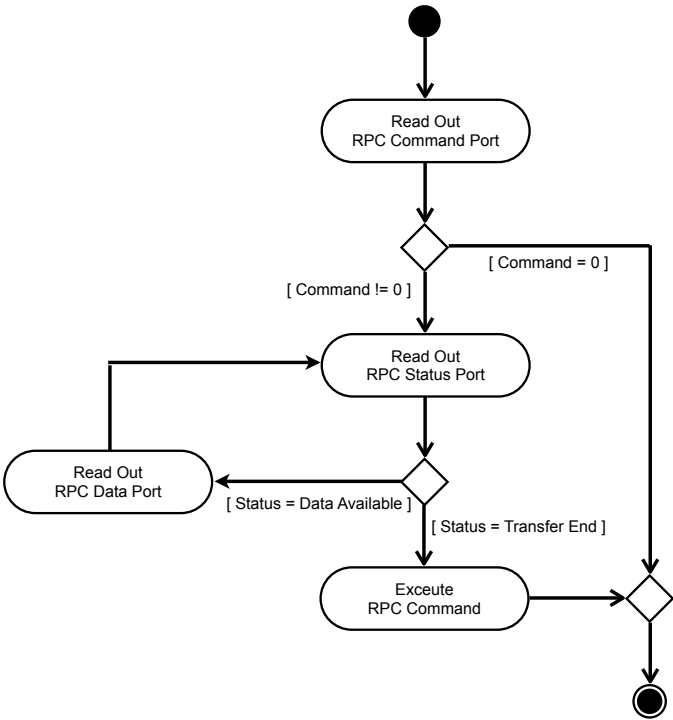 Read Out
RPC Command Port
[ Command = 0 ]
[ Command != 0 ]
Read Out
RPC Status Port
Read Out
RPC Data Port
[ Status = Data Available ]
[ Status = Transfer End ]
Exceute
RPC Command